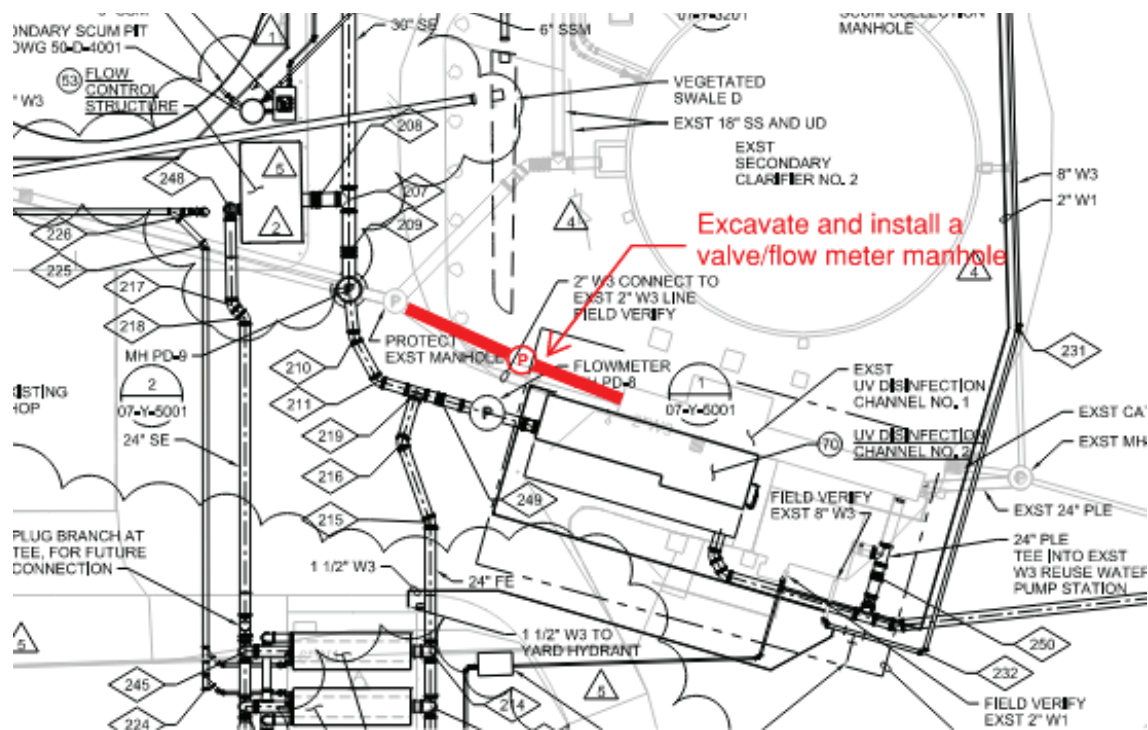 30" SE
6" SSM
07-Y-3201
MANHOLE
ONDARY SCUM PIT
DWG 50-D-4001
1
53
FLOW
CONTROL
STRUCTURE
" W3
VEGETATED
SWALE D
EXST 18" SS AND UD
EXST
SECONDARY
CLARIFIER NO. 2
8" W3
2" W1
208
248
5
2
207
209
4
226
225
Excavate and install a
valve/flow meter manhole
4
217
218
2" W3 CONNECT TO
EXST 2" W3 LINE
FIELD VERIFY
P
P
P
PROTECT
EXST MANHOLE
MH PD-9
210
211
FLOWMETER
PD-8
P
231
2
07-Y-5001
1
07-Y-5001
EXST
UV DISINFECTION
CHANNEL NO. 1
ISTING
HOP
24" SE
219
216
70
UV DISINFECTION
CHANNEL NO. 2
EXST CAT
EXST MH
P
249
215
FIELD VERIFY
EXST 8" W3
EXST 24" PLE
PLUG BRANCH AT
TEE, FOR FUTURE
CONNECTION
24" PLE
TEE INTO EXST
W3 REUSE WATER
PUMP STATION
1 1/2" W3
24" FE
5
1 1/2" W3 TO
YARD HYDRANT
250
245
224
214
5
232
FIELD VERIFY
EXST 2" W1